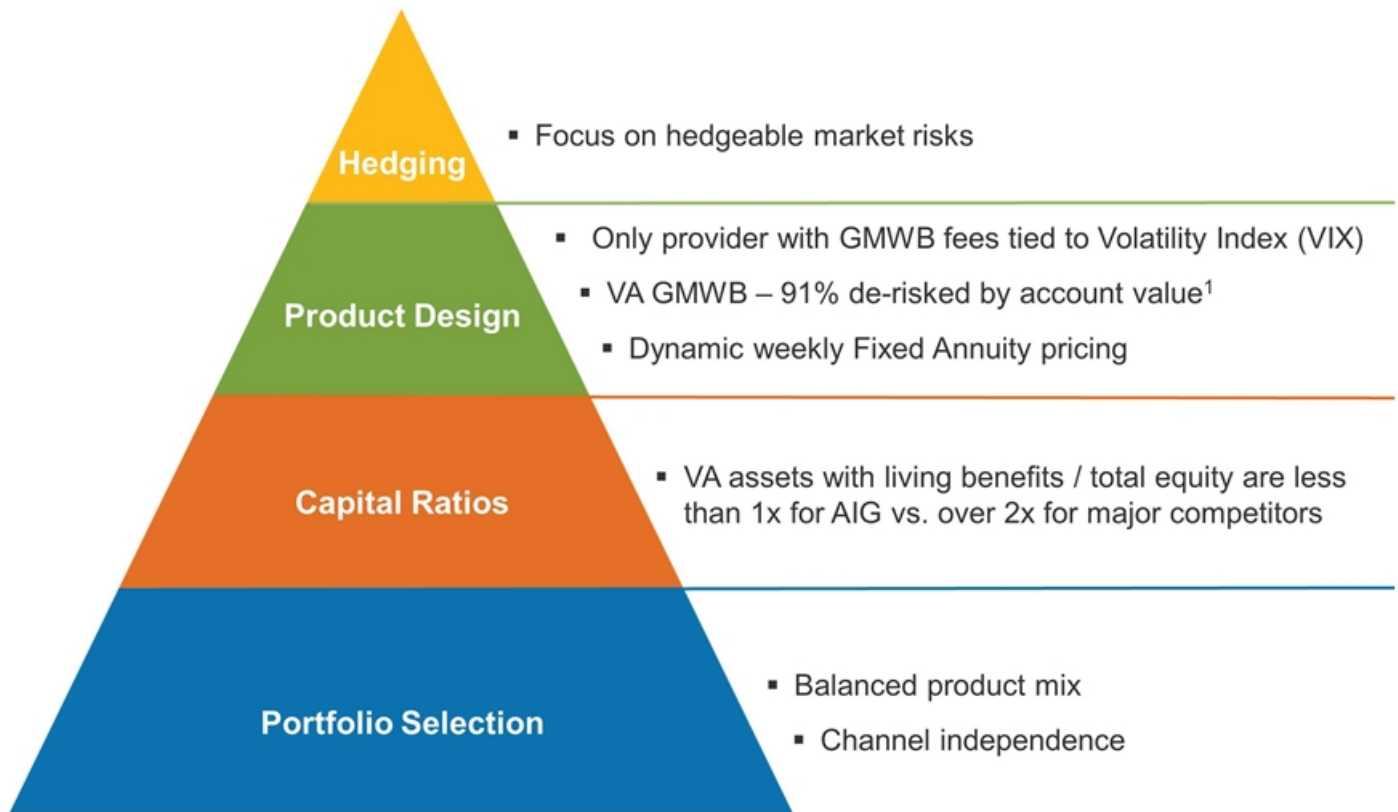 Hedging
▪ Focus on hedgeable market risks
Product Design
▪ Only provider with GMWB fees tied to Volatility Index (VIX)
▪ VA GMWB – 91% de-risked by account value¹
▪ Dynamic weekly Fixed Annuity pricing
Capital Ratios
▪ VA assets with living benefits / total equity are less
than 1x for AIG vs. over 2x for major competitors
Portfolio Selection
▪ Balanced product mix
▪ Channel independence